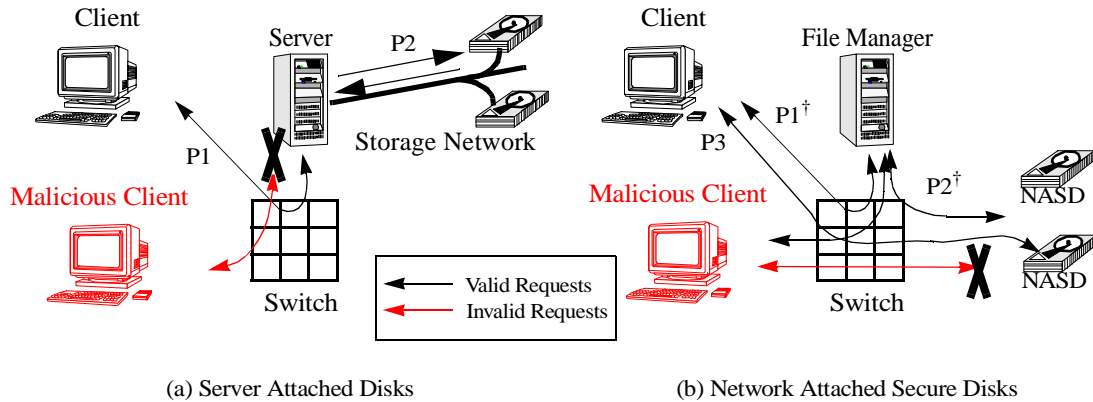 Client
Server
P2
P1
Storage Network
Malicious Client
Switch
Valid Requests
Invalid Requests
(a) Server Attached Disks
Client
File Manager
P1†
P3
Malicious Client
P2†
NASD
NASD
Switch
(b) Network Attached Secure Disks